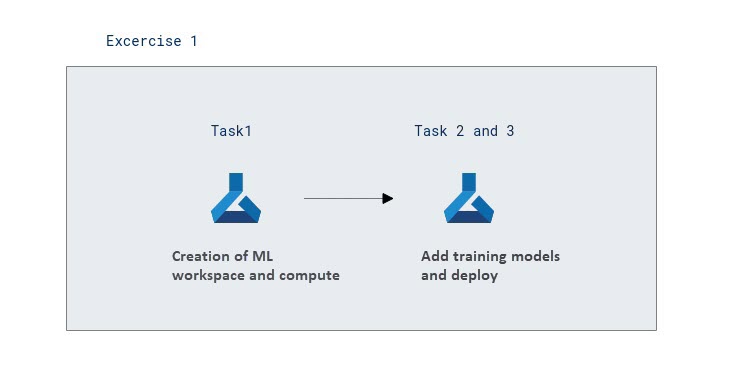 Excercise 1
Task1
Task 2 and 3
Creation of ML
workspace and compute
Add training models
and deploy